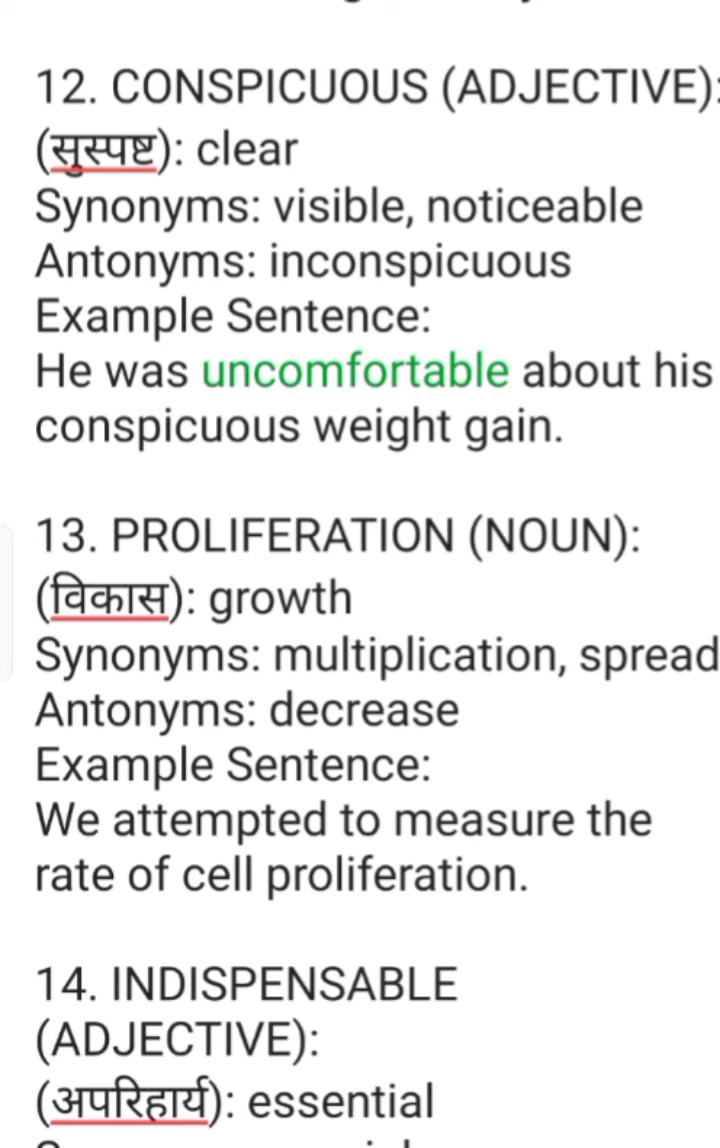 12. CONSPICUOUS (ADJECTIVE):
(सुस्पष्ट): clear
Synonyms: visible, noticeable
Antonyms: inconspicuous
Example Sentence:
He was uncomfortable about his
conspicuous weight gain.
13. PROLIFERATION (NOUN):
(विकास): growth
Synonyms: multiplication, spread
Antonyms: decrease
Example Sentence:
We attempted to measure the
rate of cell proliferation.
14. INDISPENSABLE
(ADJECTIVE):
(अपरिहार्य): essential